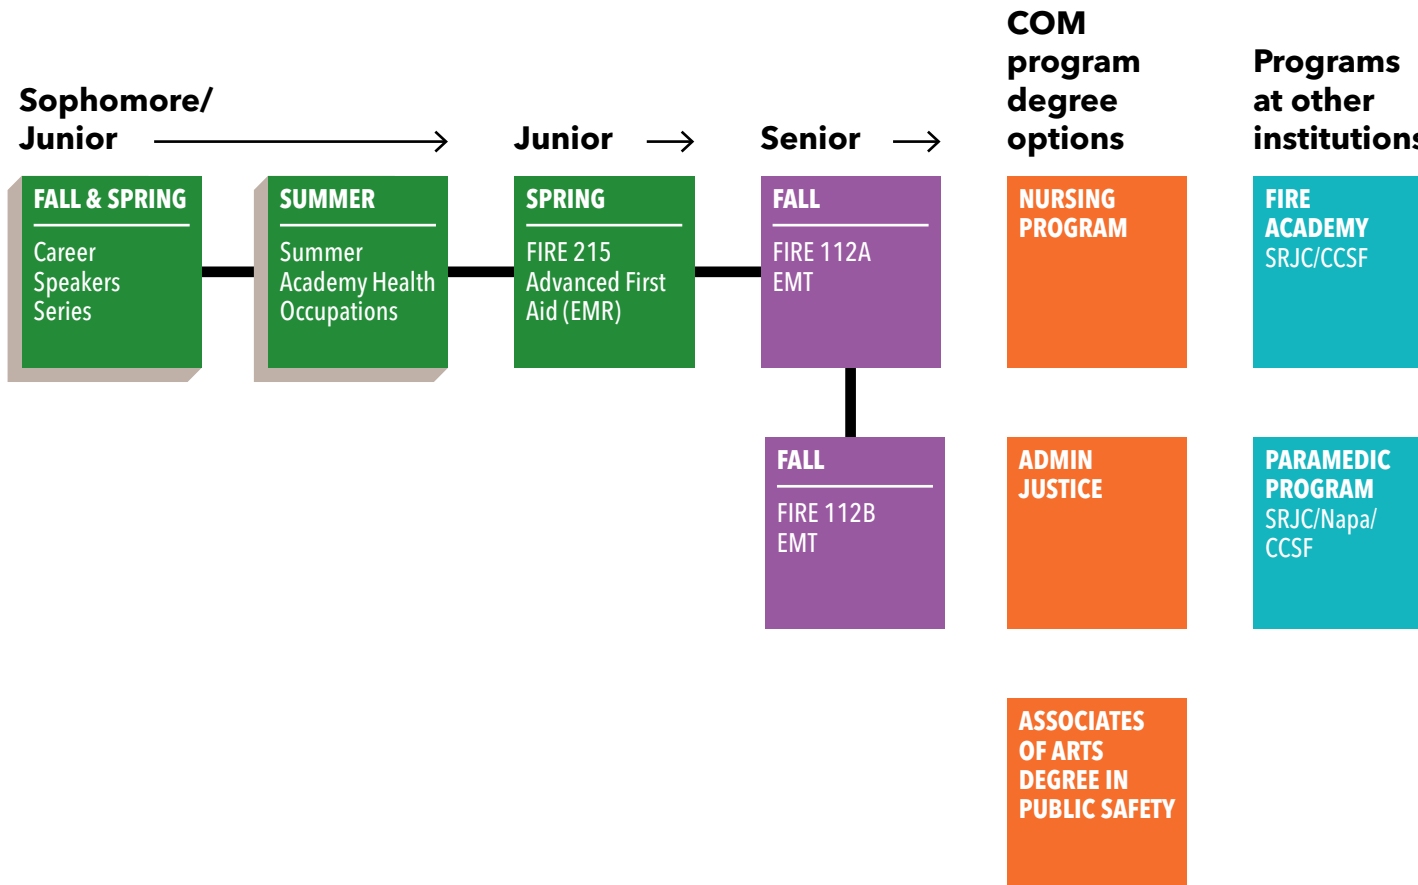 Sophomore/
Junior
Junior
Senior
COM
program
degree
options
Programs
at other
institutions
FALL & SPRING
Career
Speakers
Series
SUMMER
Summer
Academy Health
Occupations
SPRING
FIRE 215
Advanced First
Aid (EMR)
FALL
FIRE 112A
EMT
NURSING
PROGRAM
FIRE
ACADEMY
SRJC/CCSF
FALL
FIRE 112B
EMT
ADMIN
JUSTICE
PARAMEDIC
PROGRAM
SRJC/Napa/
CCSF
ASSOCIATES
OF ARTS
DEGREE IN
PUBLIC SAFETY